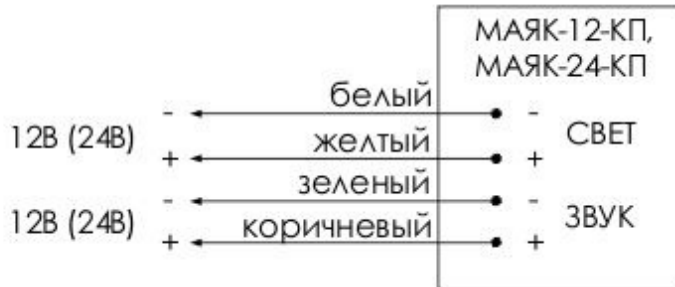 МАЯК-12-КП,
МАЯК-24-КП
белый
- -
12В (24В) СВЕТ
+ желтый +
зеленый
- -
12В (24В) ЗВУК
+ коричневый +